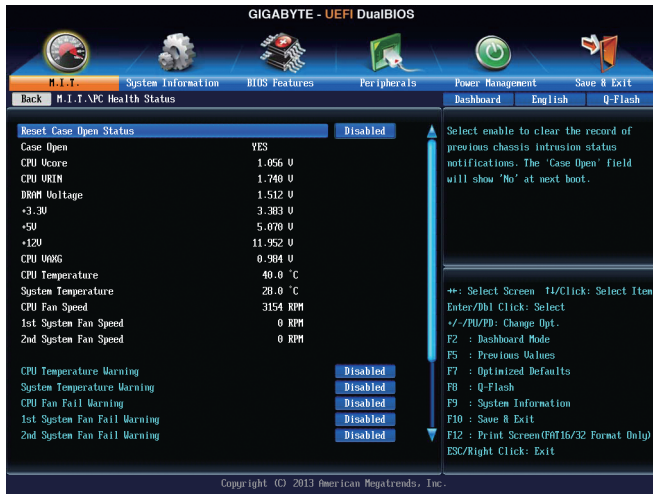 GIGABYTE - UEFI DualBIOS
M.I.T. System Information BIOS Features Peripherals Power Management Save & Exit
Back M.I.T.\PC Health Status Dashboard English Q-Flash
Reset Case Open Status Disabled
Case Open YES
CPU Vcore 1.056 V
CPU VRIN 1.740 V
DRAM Voltage 1.512 V
+3.3V 3.383 V
+5V 5.070 V
+12V 11.952 V
CPU VAXG 0.984 V
CPU Temperature 40.0 °C
System Temperature 28.0 °C
CPU Fan Speed 3154 RPM
1st System Fan Speed 0 RPM
2nd System Fan Speed 0 RPM
CPU Temperature Warning Disabled
System Temperature Warning Disabled
CPU Fan Fail Warning Disabled
1st System Fan Fail Warning Disabled
2nd System Fan Fail Warning Disabled
Select enable to clear the record of
previous chassis intrusion status
notifications. The 'Case Open' field
will show 'No' at next boot.
→←: Select Screen ↑↓/Click: Select Item
Enter/Dbl Click: Select
+/-/PU/PD: Change Opt.
F2 : Dashboard Mode
F5 : Previous Values
F7 : Optimized Defaults
F8 : Q-Flash
F9 : System Information
F10 : Save & Exit
F12 : Print Screen(FAT16/32 Format Only)
ESC/Right Click: Exit
Copyright (C) 2013 American Megatrends, Inc.